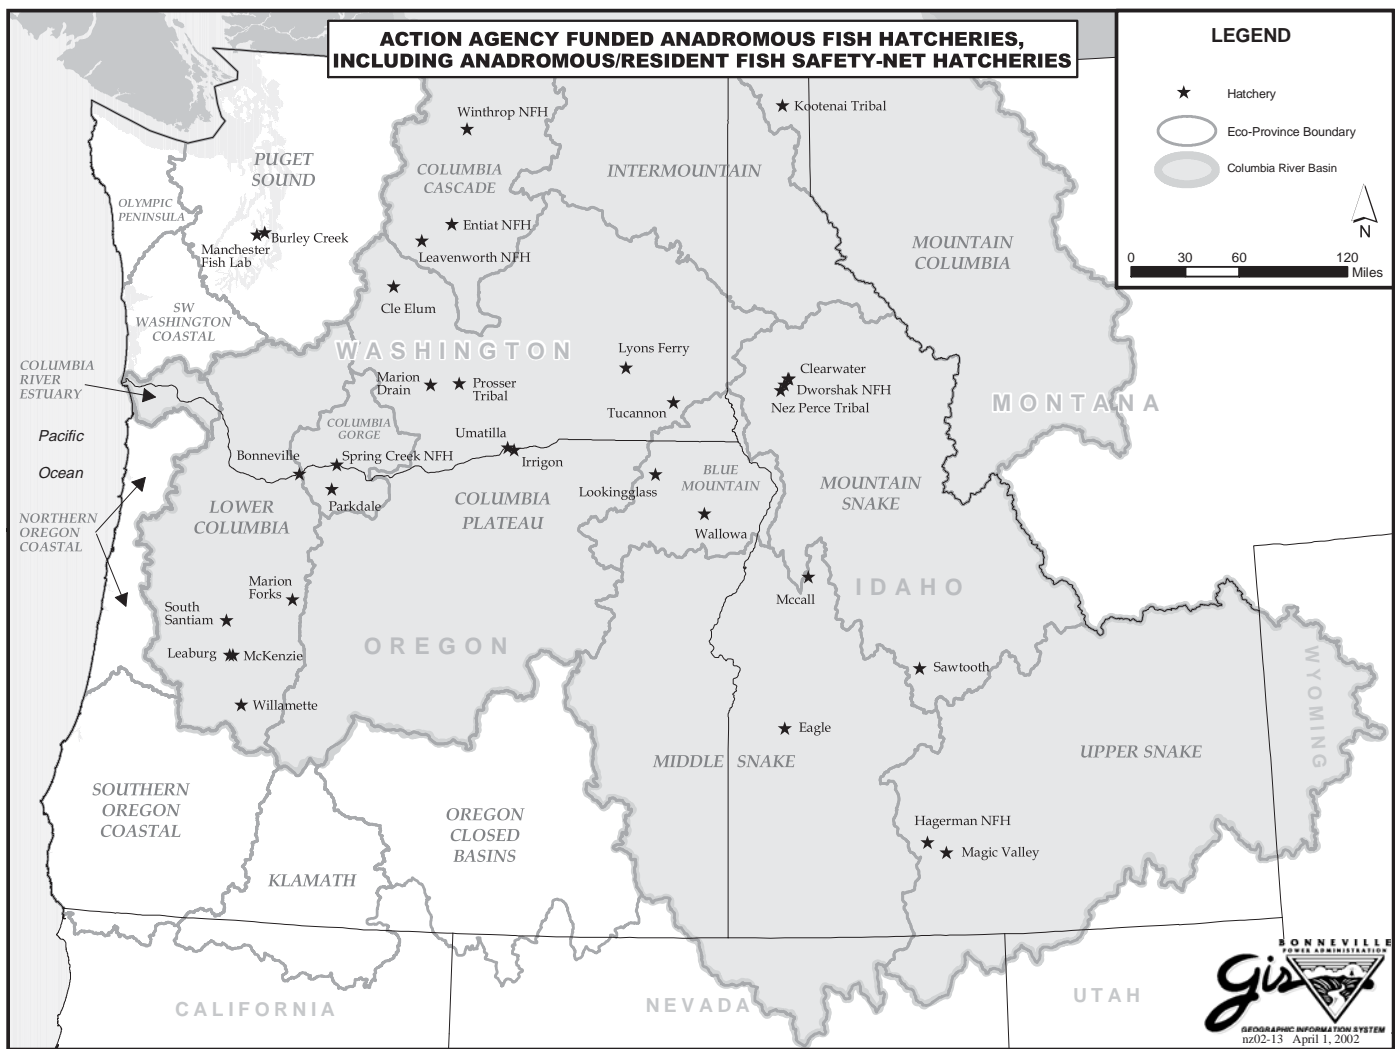 ACTION AGENCY FUNDED ANADROMOUS FISH HATCHERIES,
INCLUDING ANADROMOUS/RESIDENT FISH SAFETY-NET HATCHERIES
LEGEND
Hatchery
Eco-Province Boundary
Columbia River Basin
N
0 30 60 120
Miles
Winthrop NFH
Kootenai Tribal
PUGET
SOUND
COLUMBIA
CASCADE
INTERMOUNTAIN
OLYMPIC
PENINSULA
Entiat NFH
Burley Creek
Manchester
Fish Lab
Leavenworth NFH
MOUNTAIN
COLUMBIA
Cle Elum
SW
WASHINGTON
COASTAL
WASHINGTON
Lyons Ferry
COLUMBIA
RIVER
ESTUARY
Marion
Drain
Prosser
Tribal
Clearwater
Dworshak NFH
Nez Perce Tribal
MONTANA
Tucannon
COLUMBIA
GORGE
Pacific
Ocean
Umatilla
Irrigon
Bonneville
Spring Creek NFH
BLUE
MOUNTAIN
MOUNTAIN
SNAKE
Lookingglass
Parkdale
LOWER
COLUMBIA
COLUMBIA
PLATEAU
NORTHERN
OREGON
COASTAL
Wallowa
Marion
Forks
South
Santiam
Mccall
IDAHO
OREGON
Leaburg
McKenzie
Sawtooth
WYOMING
Willamette
Eagle
MIDDLE SNAKE
UPPER SNAKE
SOUTHERN
OREGON
COASTAL
OREGON
CLOSED
BASINS
Hagerman NFH
Magic Valley
KLAMATH
CALIFORNIA
NEVADA
UTAH
BONNEVILLE
POWER ADMINISTRATION
Gis
GEOGRAPHIC INFORMATION SYSTEM
nz02-13 April 1, 2002